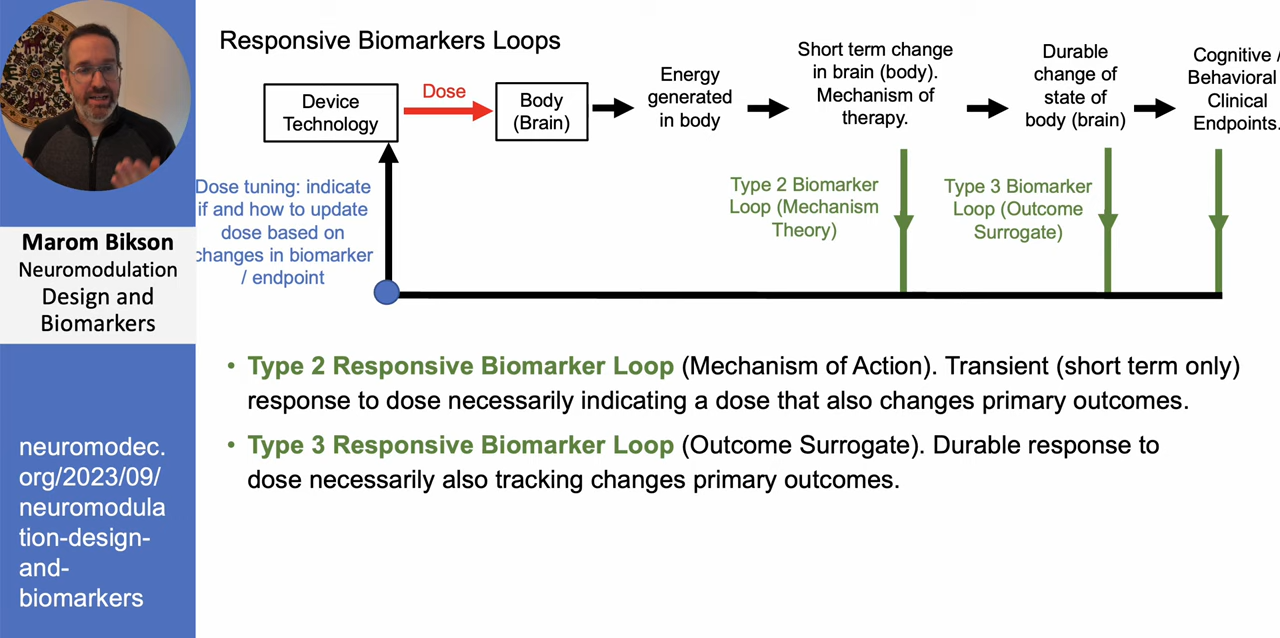 Responsive Biomarkers Loops
Device
Technology
Dose
Body
(Brain)
Energy
generated
in body
Short term change
in brain (body).
Mechanism of
therapy.
Durable
change of
state of
body (brain)
Cognitive /
Behavioral
Clinical
Endpoints.
Dose tuning: indicate
if and how to update
dose based on
changes in biomarker
/ endpoint
Type 2 Biomarker
Loop (Mechanism
Theory)
Type 3 Biomarker
Loop (Outcome
Surrogate)
Marom Bikson
Neuromodulation
Design and
Biomarkers
• Type 2 Responsive Biomarker Loop (Mechanism of Action). Transient (short term only)
response to dose necessarily indicating a dose that also changes primary outcomes.
• Type 3 Responsive Biomarker Loop (Outcome Surrogate). Durable response to
dose necessarily also tracking changes primary outcomes.
neuromodec.
org/2023/09/
neuromodula
tion-design-
and-
biomarkers